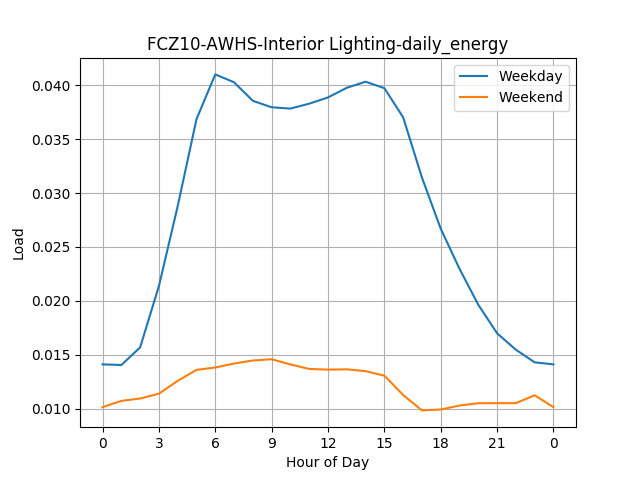 FCZ10-AWHS-Interior Lighting-daily_energy
Weekday
Weekend
0.040
0.035
0.030
0.025
0.020
0.015
0.010
Load
0 3 6 9 12 15 18 21 0
Hour of Day